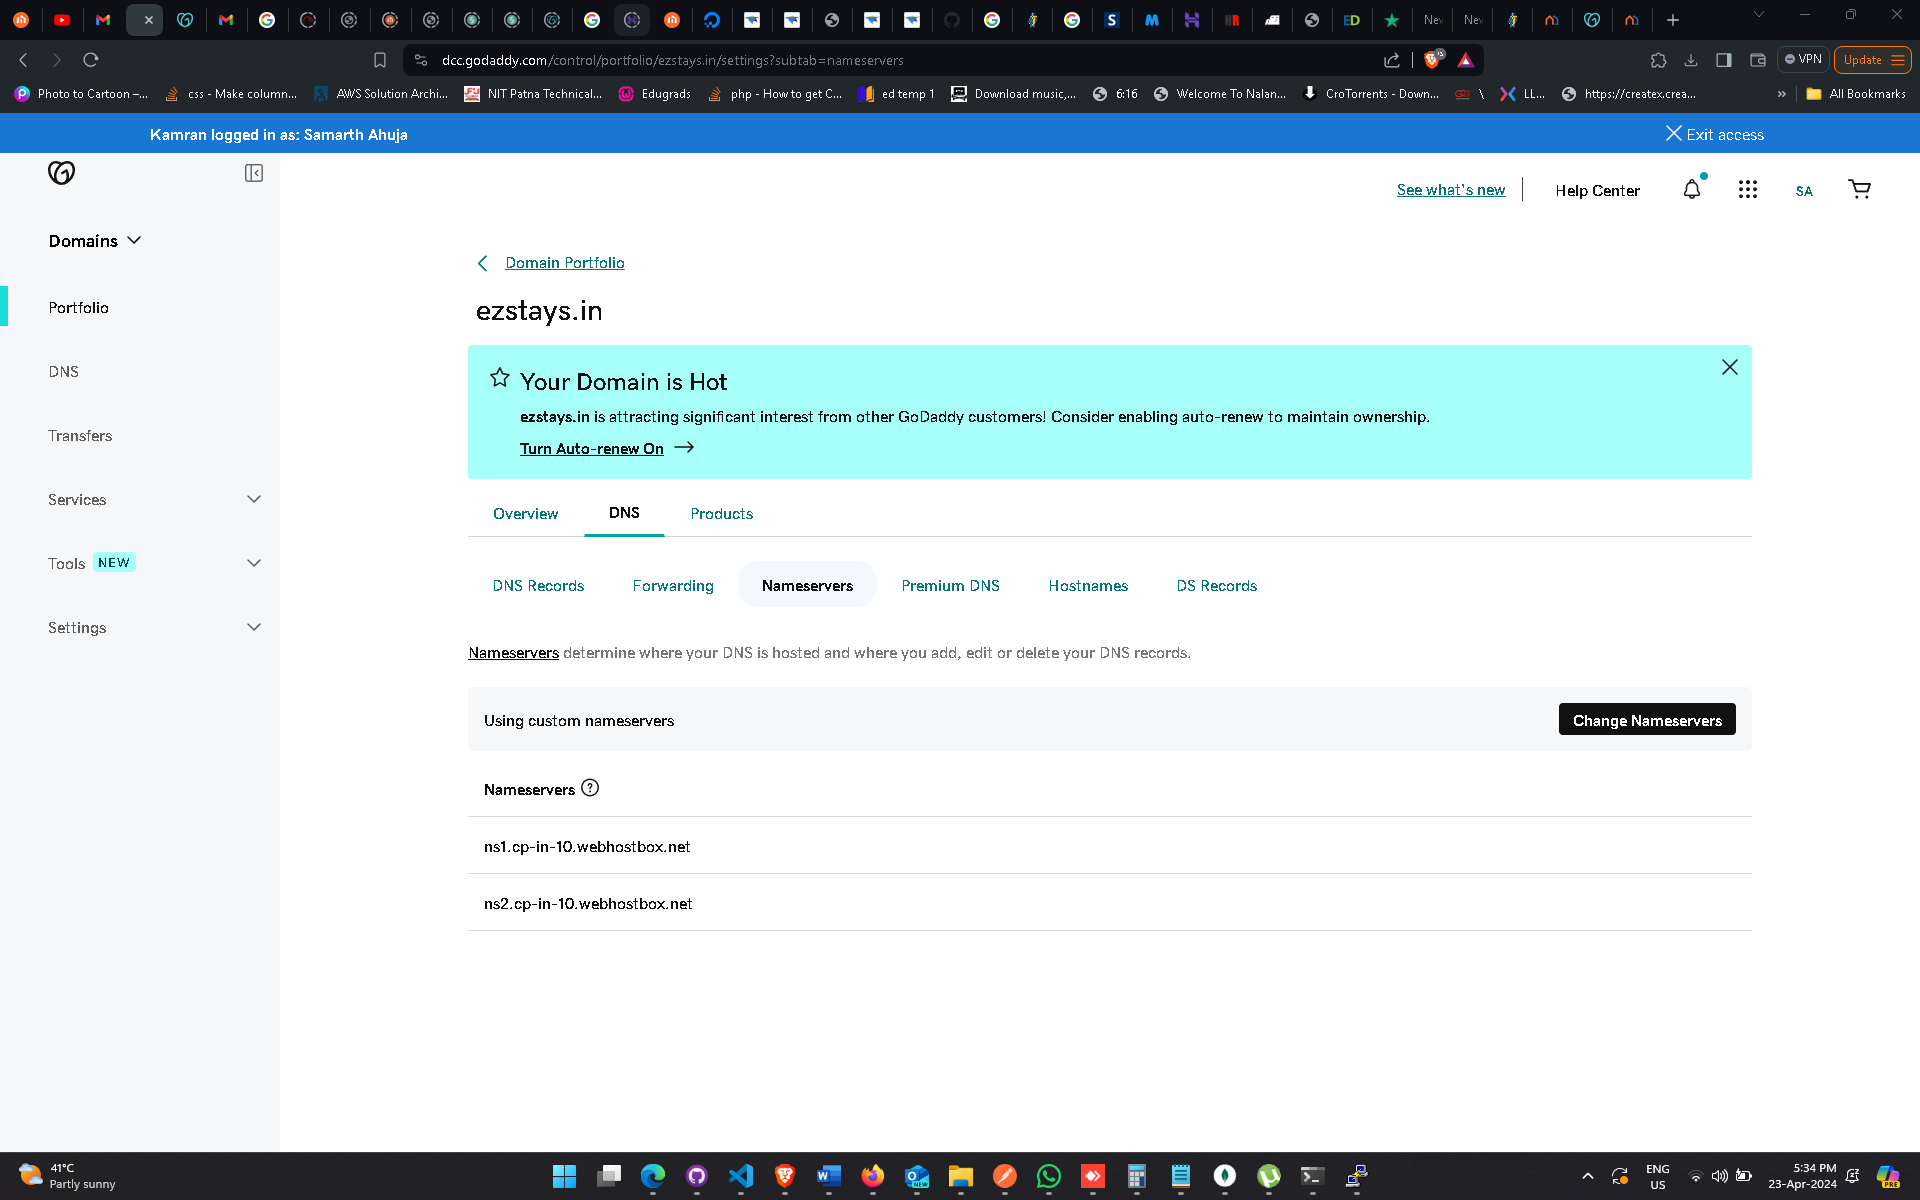 dcc.godaddy.com/control/portfolio/ezstays.in/settings?subtab=nameservers
VPN
Update
Photo to Cartoon –...
css - Make column...
AWS Solution Archi...
NIT Patna Technical...
Edugrads
php - How to get C...
ed temp 1
Download music,...
6:16
Welcome To Nalan...
CroTorrents - Down...
\
LL...
https://createx.crea...
»
All Bookmarks
Kamran logged in as: Samarth Ahuja
Exit access
See what's new
Help Center
SA
Domains
Portfolio
DNS
Transfers
Services
Tools NEW
Settings
Domain Portfolio
ezstays.in
Your Domain is Hot
ezstays.in is attracting significant interest from other GoDaddy customers! Consider enabling auto-renew to maintain ownership.
Turn Auto-renew On
Overview
DNS
Products
DNS Records
Forwarding
Nameservers
Premium DNS
Hostnames
DS Records
Nameservers determine where your DNS is hosted and where you add, edit or delete your DNS records.
Using custom nameservers
Change Nameservers
Nameservers ?
ns1.cp-in-10.webhostbox.net
ns2.cp-in-10.webhostbox.net
41°C
Partly sunny
ENG
US
5:34 PM
23-Apr-2024